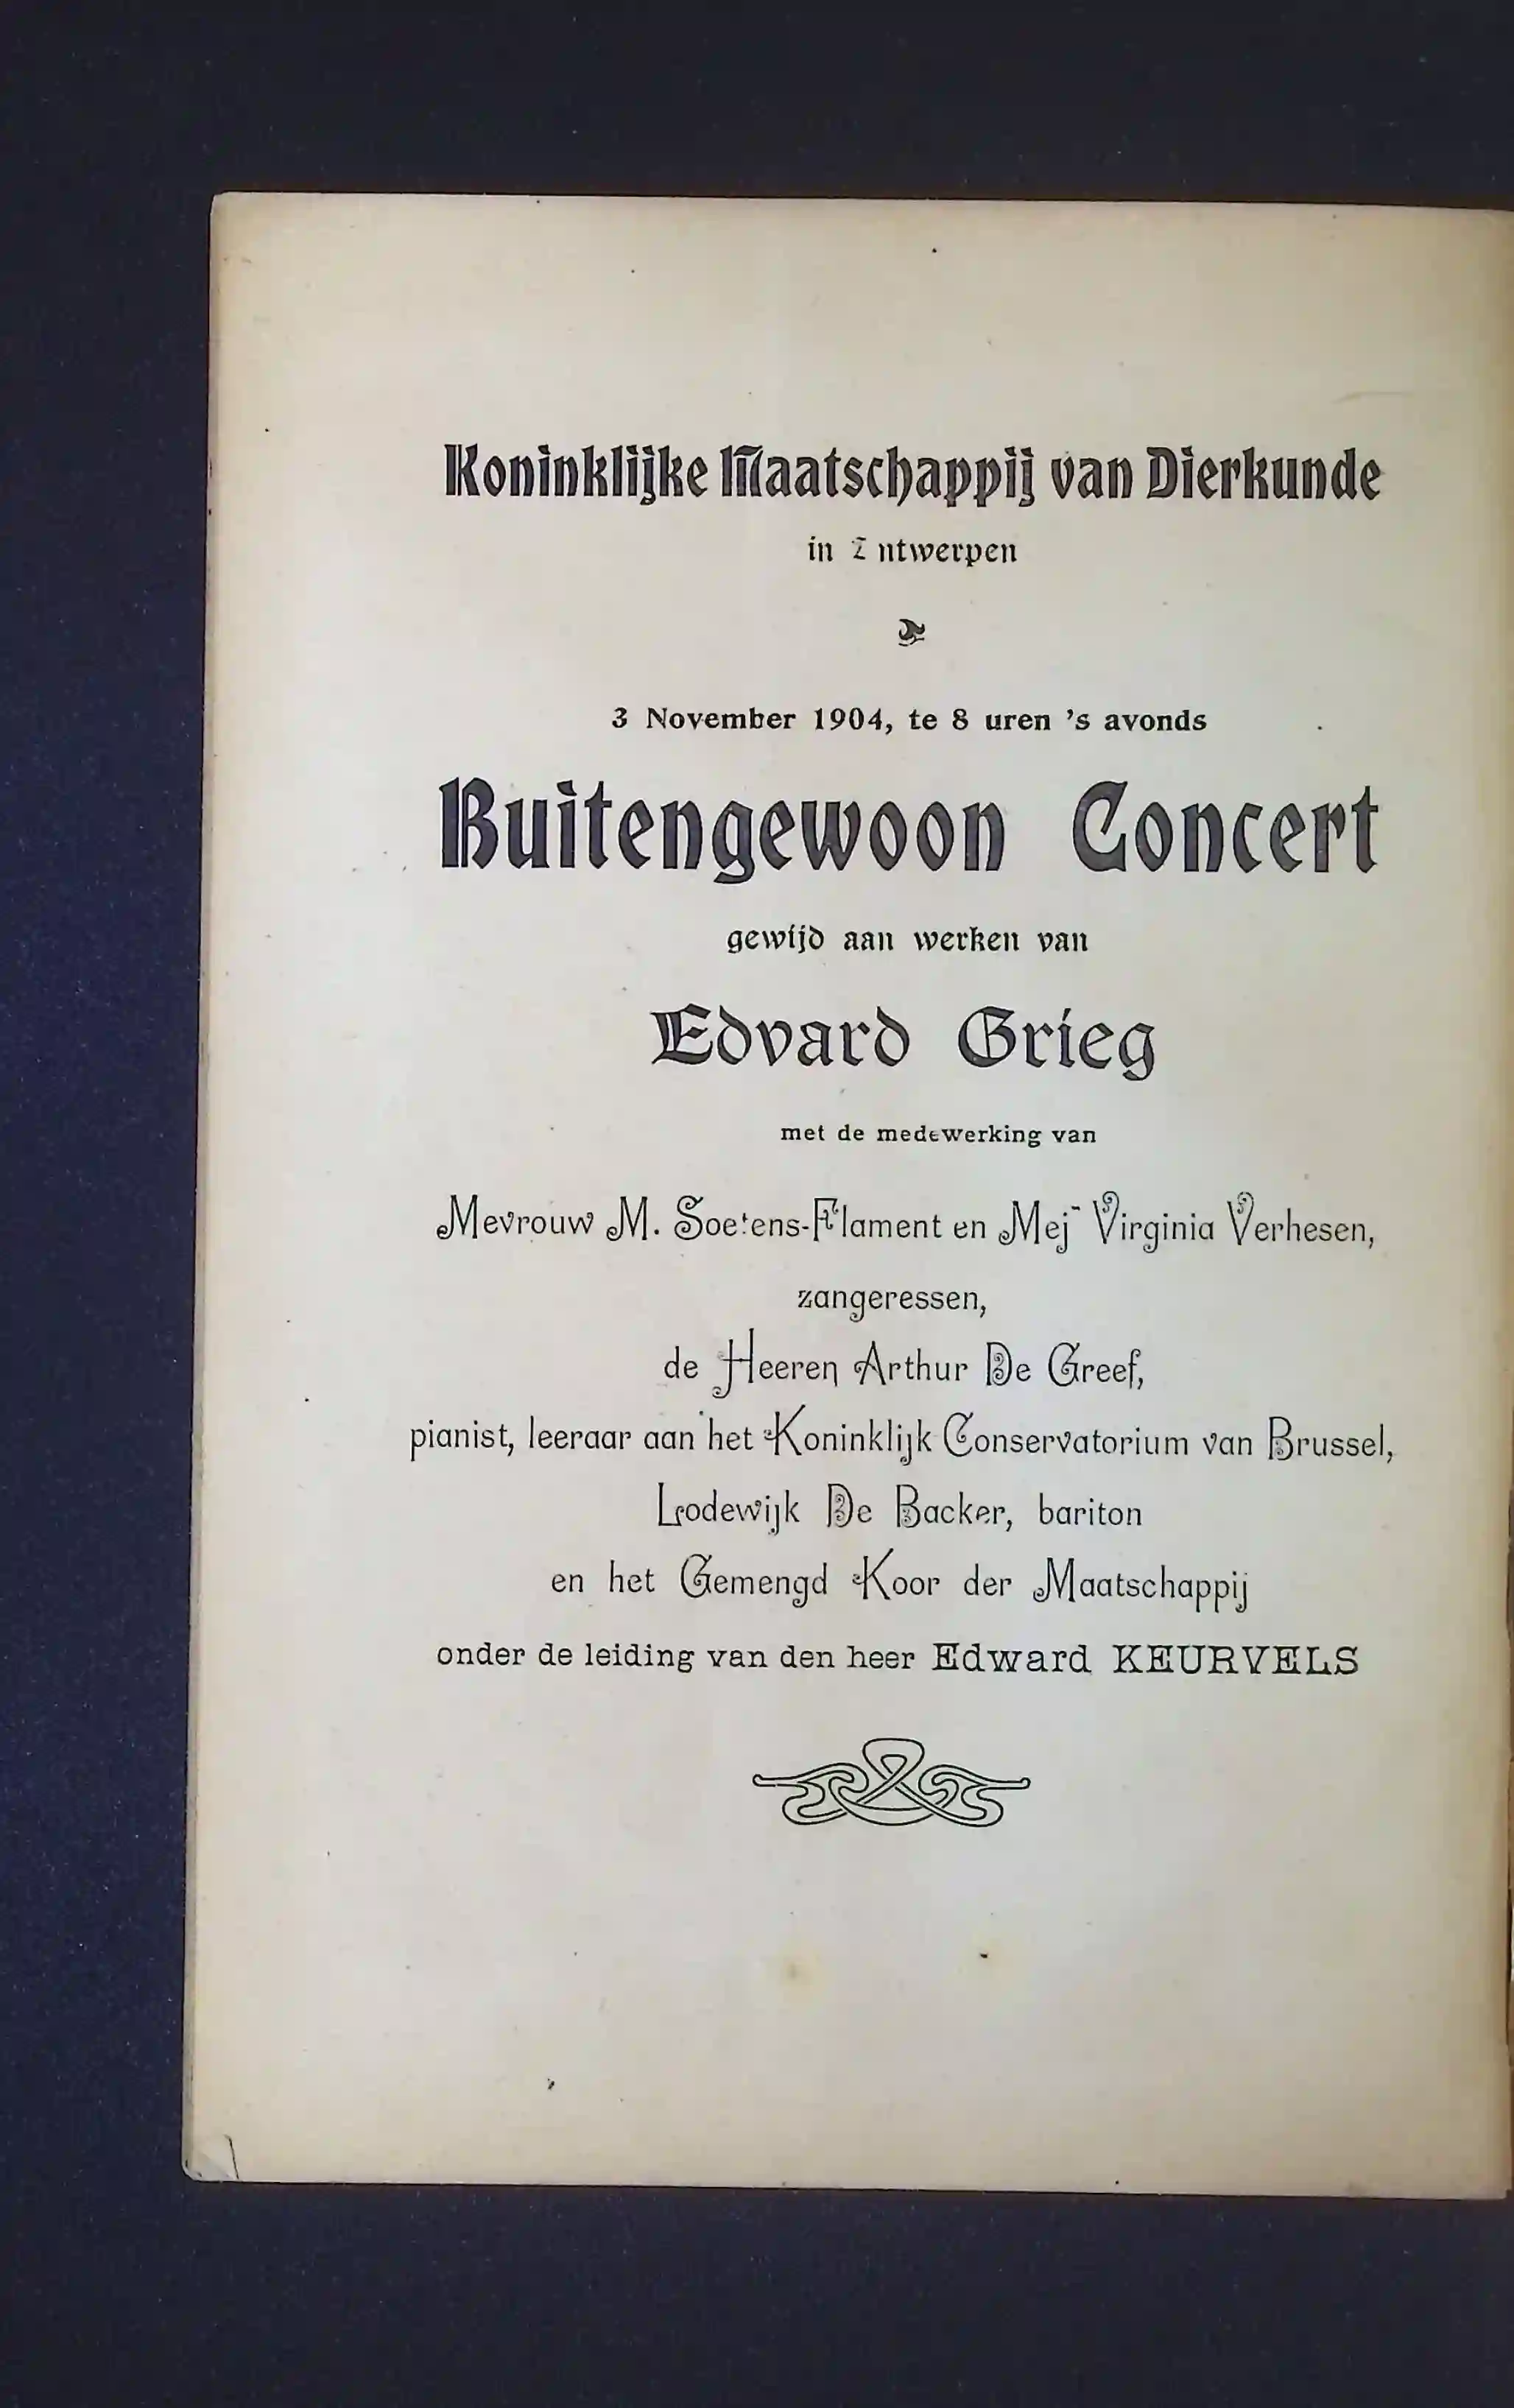 Koninklijke Maatschappij van Dierkunde
in Antwerpen
3 November 1904, te 8 uren 's avonds
Buitengewoon Concert
gewijd aan werken van
Edvard Grieg
met de medewerking van
Mevrouw M. Soetens-Flament en Mej Virginia Verhesen,
zangeressen,
de Heeren Arthur De Greef,
pianist, leeraar aan het Koninklijk Conservatorium van Brussel,
Lodewijk De Backer, bariton
en het Gemengd Koor der Maatschappij
onder de leiding van den heer Edward KEURVELS